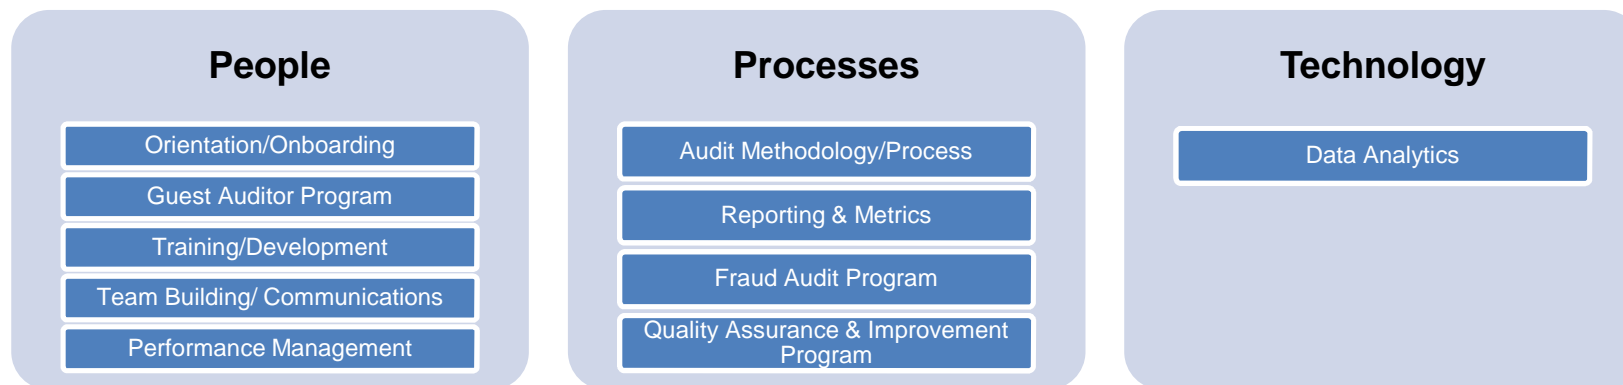 People
Orientation/Onboarding
Guest Auditor Program
Training/Development
Team Building/ Communications
Performance Management
Processes
Audit Methodology/Process
Reporting & Metrics
Fraud Audit Program
Quality Assurance & Improvement
Program
Technology
Data Analytics